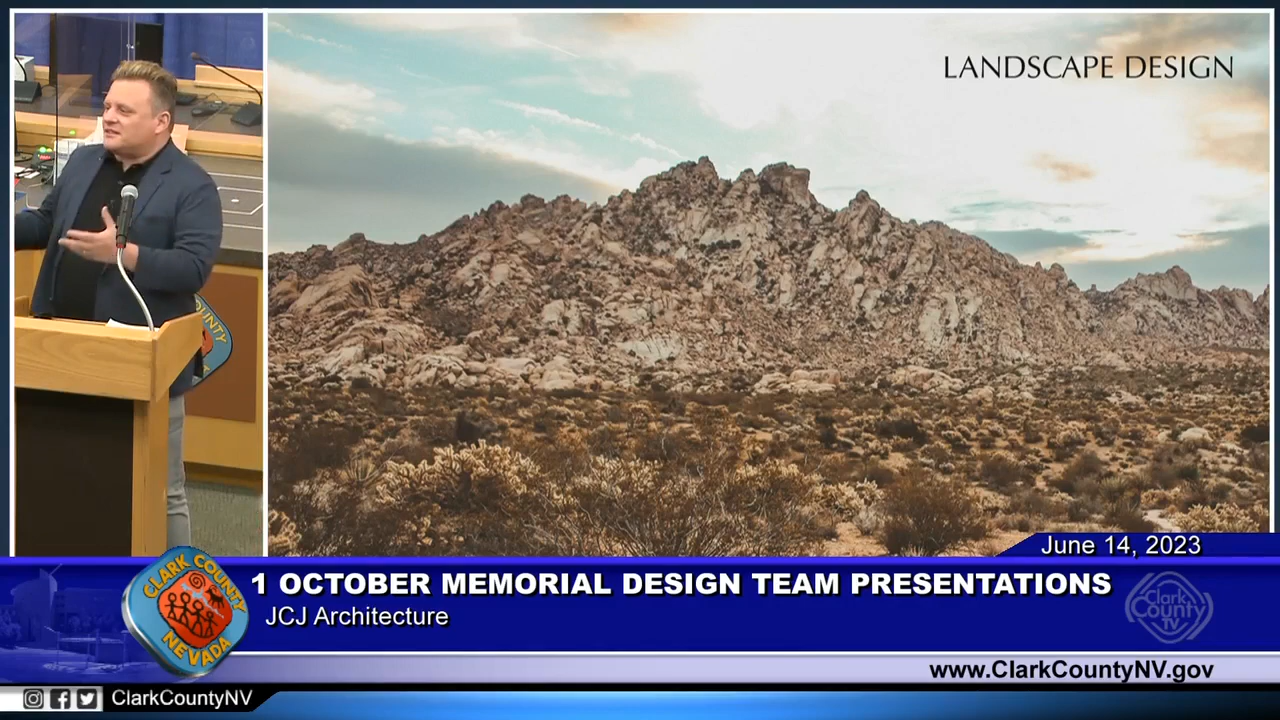 LANDSCAPE DESIGN
OUNTY
June 14, 2023
CLARK COUNTY
NEVADA
1 OCTOBER MEMORIAL DESIGN TEAM PRESENTATIONS
JCJ Architecture
Clark
County
TV
www.ClarkCountyNV.gov
ClarkCountyNV